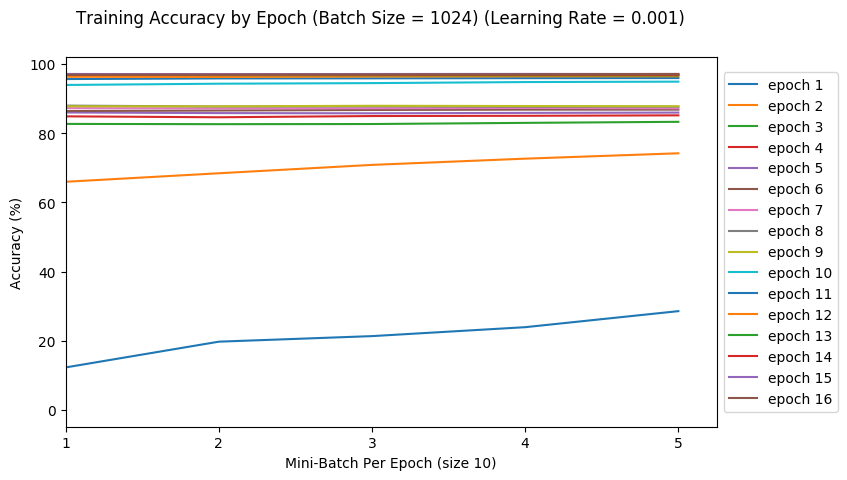 Training Accuracy by Epoch (Batch Size = 1024) (Learning Rate = 0.001)
100
80
60
40
20
0
Accuracy (%)
1 2 3 4 5
Mini-Batch Per Epoch (size 10)
epoch 1
epoch 2
epoch 3
epoch 4
epoch 5
epoch 6
epoch 7
epoch 8
epoch 9
epoch 10
epoch 11
epoch 12
epoch 13
epoch 14
epoch 15
epoch 16